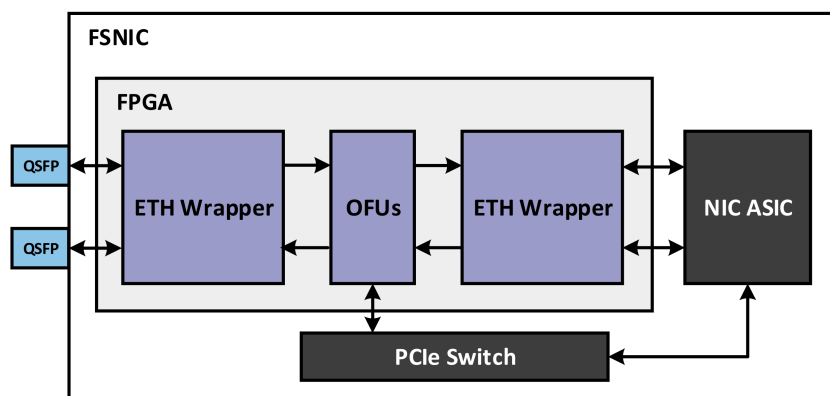 FSNIC
FPGA
QSFP
QSFP
ETH Wrapper
OFUs
ETH Wrapper
NIC ASIC
PCIe Switch